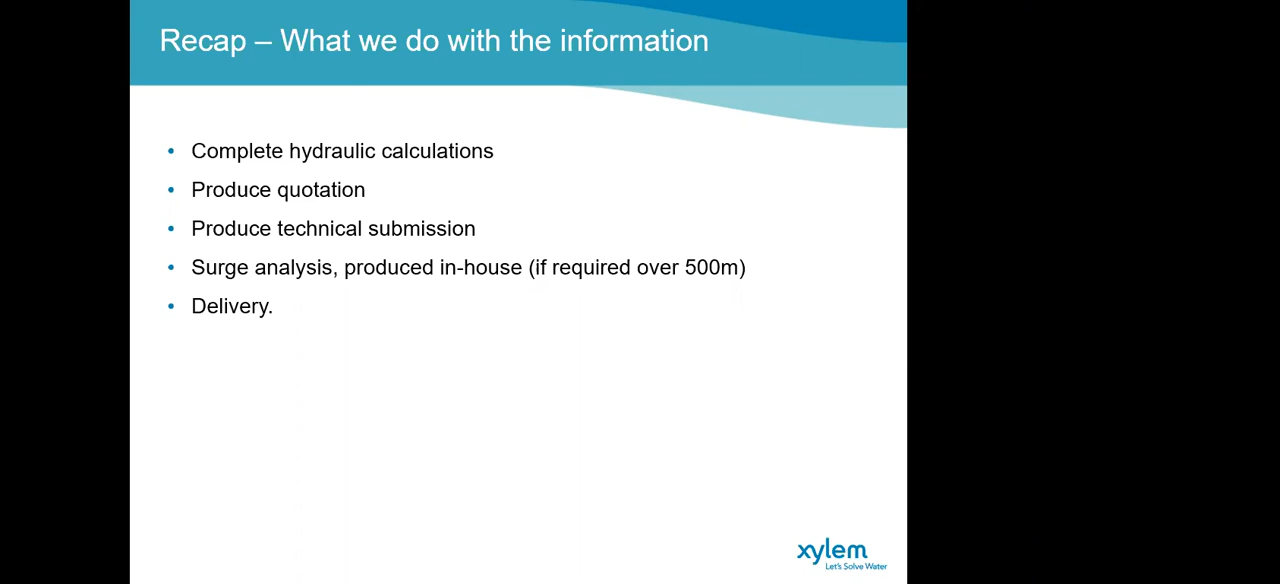 Recap – What we do with the information
• Complete hydraulic calculations
• Produce quotation
• Produce technical submission
• Surge analysis, produced in-house (if required over 500m)
• Delivery.
xylem
Let's Solve Water